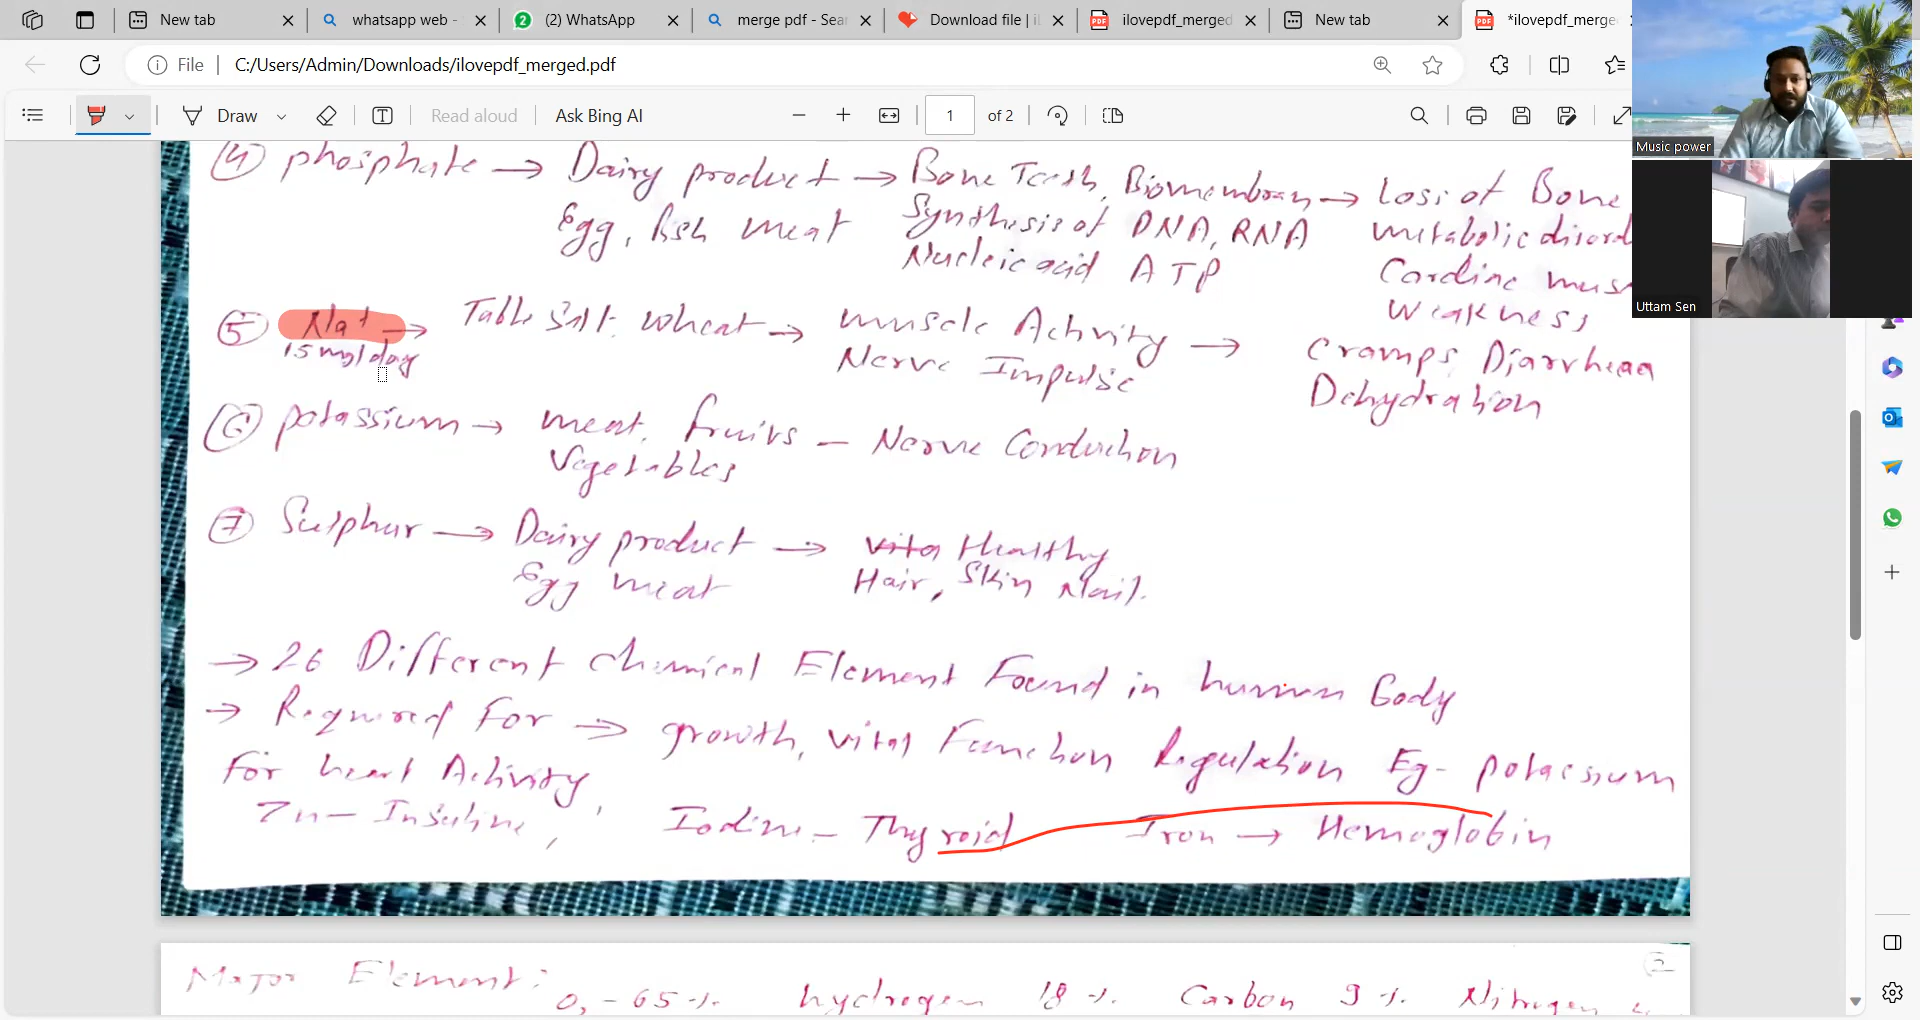 New tab
whatsapp web -
(2) WhatsApp
merge pdf - Sear
Download file | iL
ilovepdf_merged
New tab
*ilovepdf_merge
File C:/Users/Admin/Downloads/ilovepdf_merged.pdf
Draw
Read aloud
Ask Bing AI
1 of 2
Music power
Uttam Sen
④ phosphate → Dairy product → Bone Teeth, Biomembran → Loss of Bone
Egg, fish meat Synthesis of DNA, RNA metabolic disord
Nucleic acid ATP Cardiac mus
Weakness
⑤ Na+ → Table Salt, wheat → muscle Activity → Cramps, Diarrheaa
15 mg/day Nerve Impulse Dehydration
⑥ potassium → meat, fruits - Nerve Conduction
Vegetables
⑦ Sulphur → Dairy product → vita Healthy
Egg meat Hair, Skin Nail.
→ 26 Different Chemical Element Found in human Body
→ Required For → growth, vital Function Regulation Eg - potassium
For heart Activity
Zn - Insuline, Iodine - Thyroid Iron → Hemoglobin
Major Element: 2
O2 - 65 % hydrogen 18 % Carbon 9 % Nitrogen